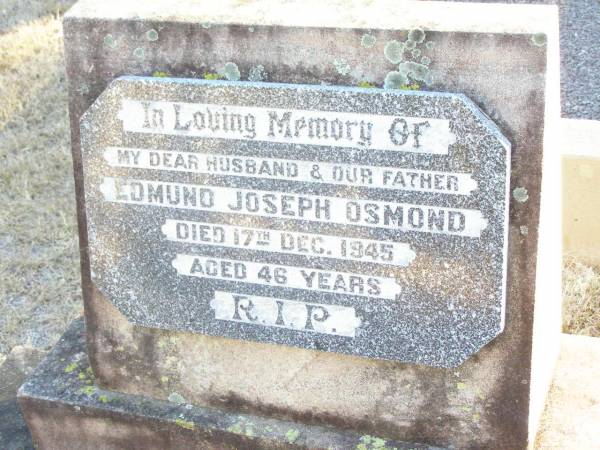 In Loving Memory Of
MY DEAR HUSBAND & OUR FATHER
EDMUND JOSEPH OSMOND
DIED 17TH DEC. 1945
AGED 46 YEARS
R.I.P.